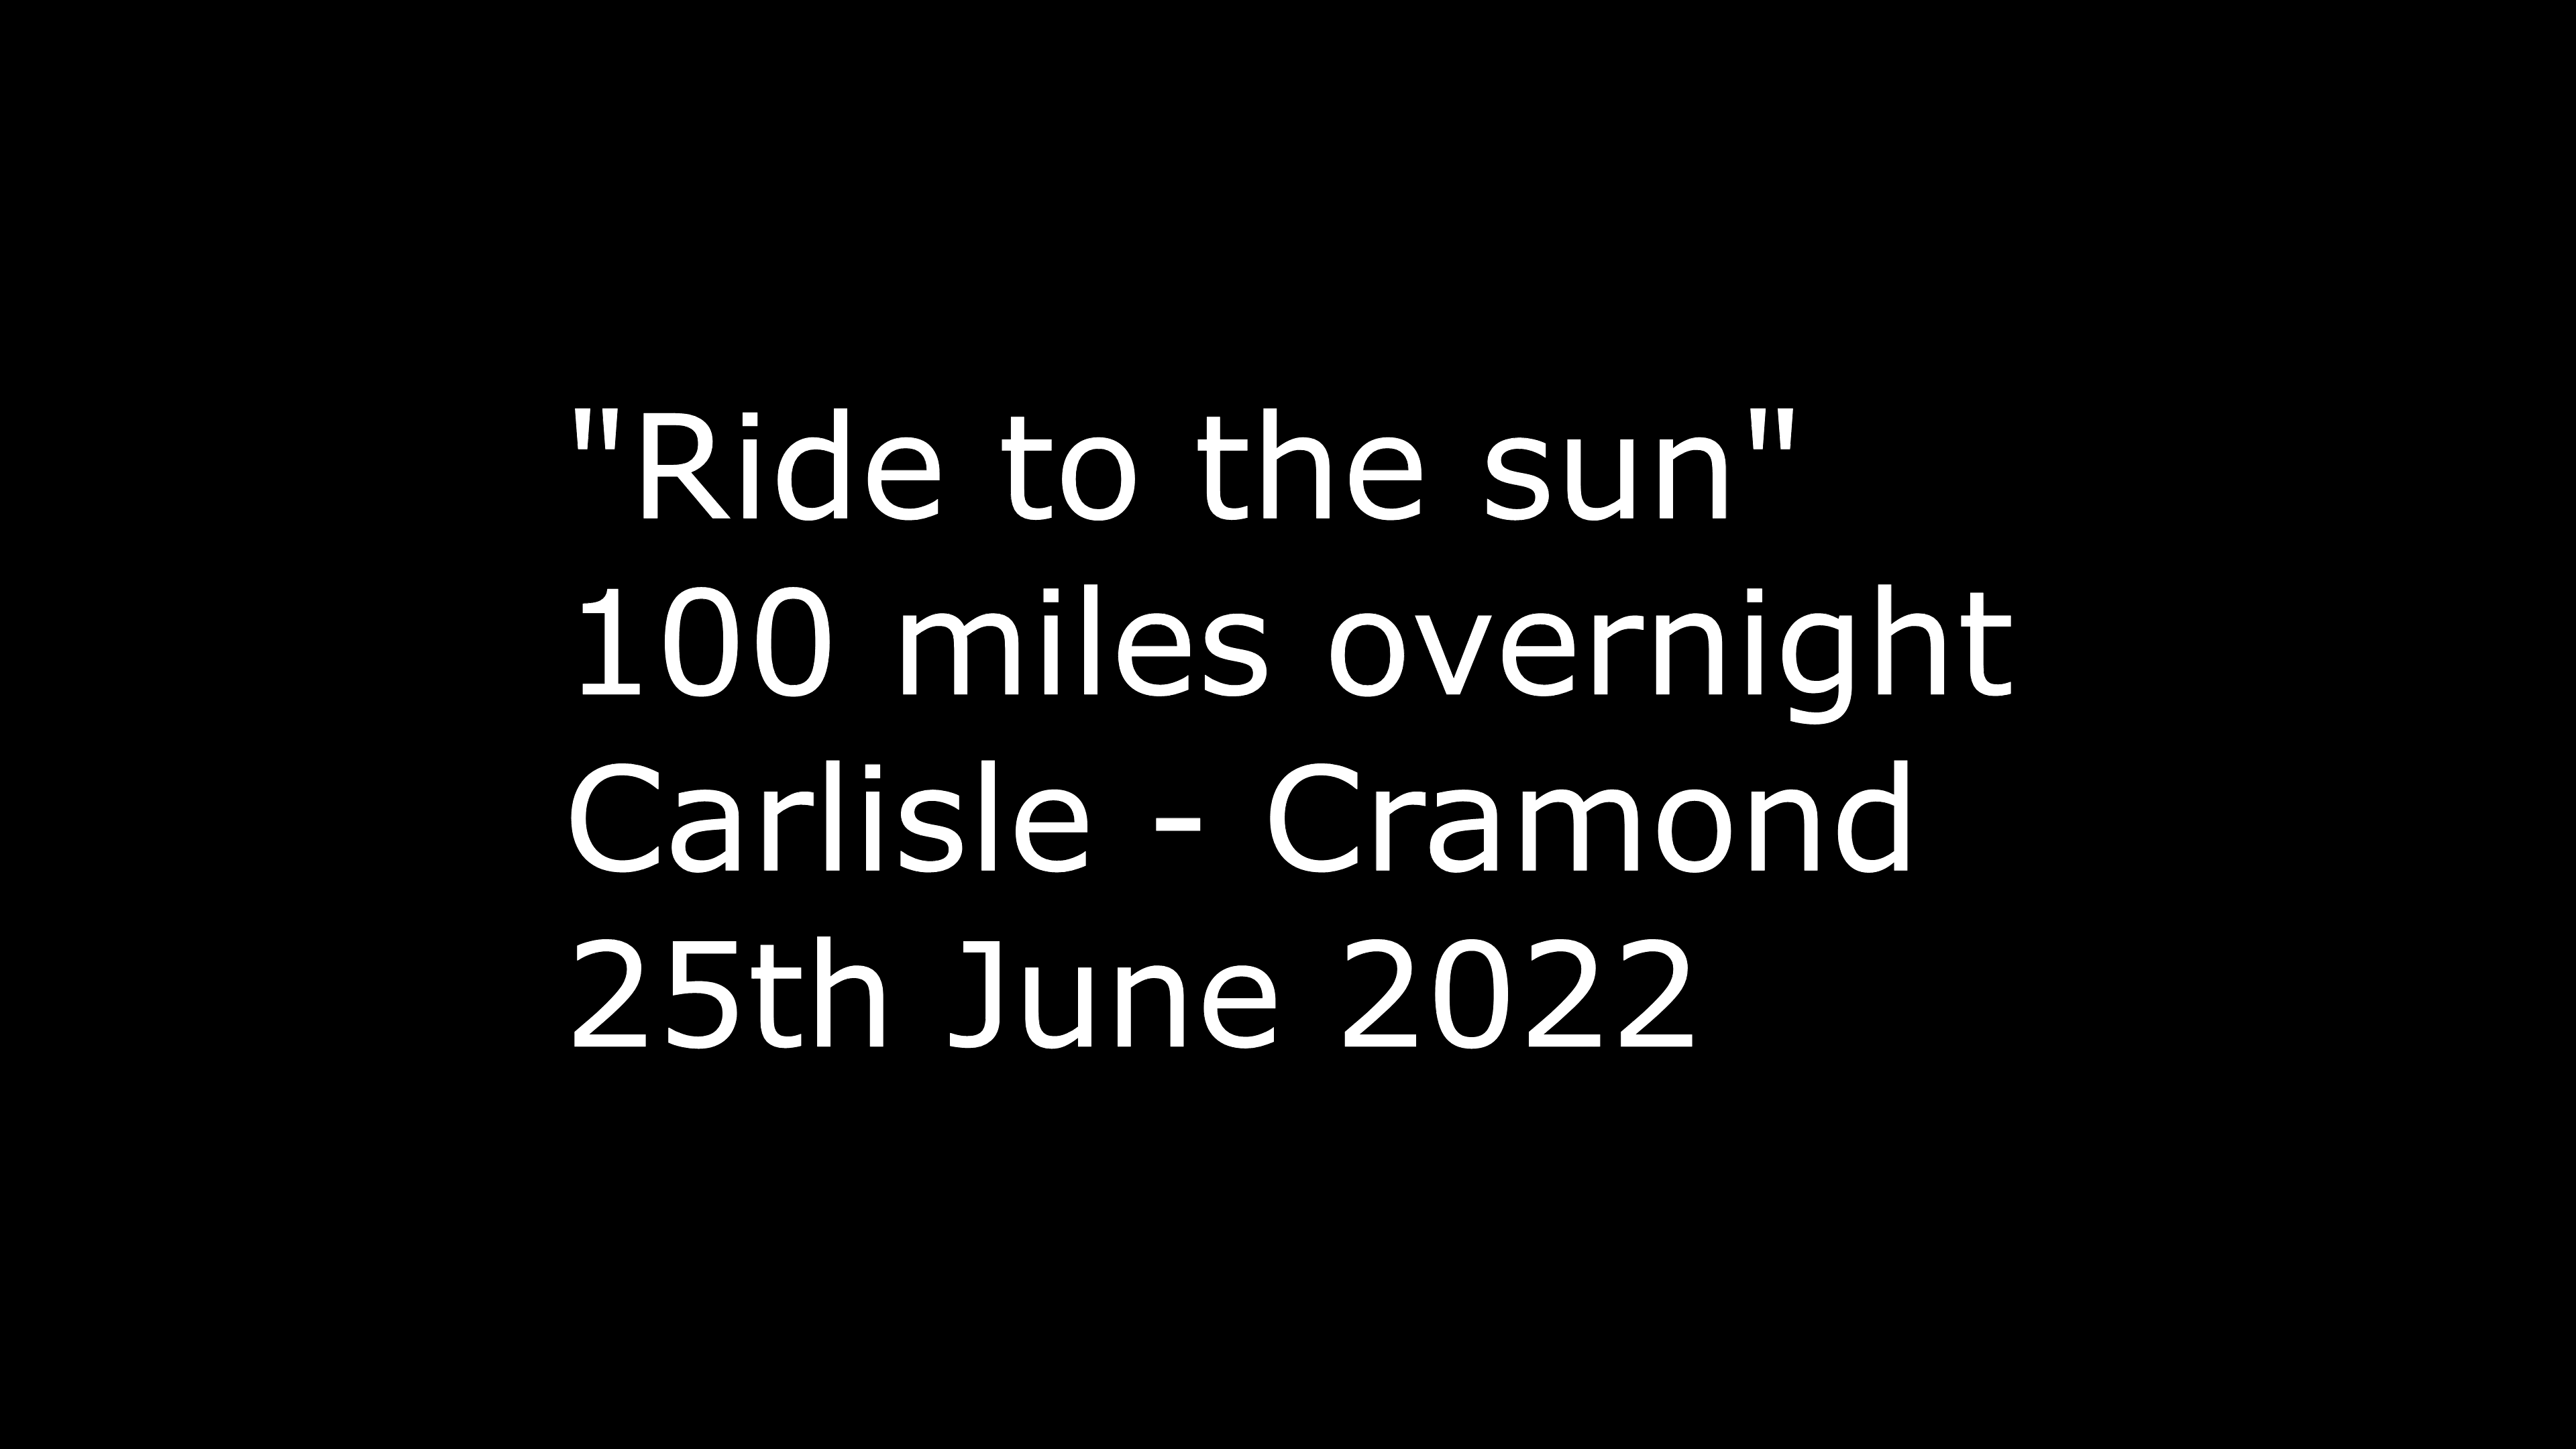 "Ride to the sun"
100 miles overnight
Carlisle - Cramond
25th June 2022